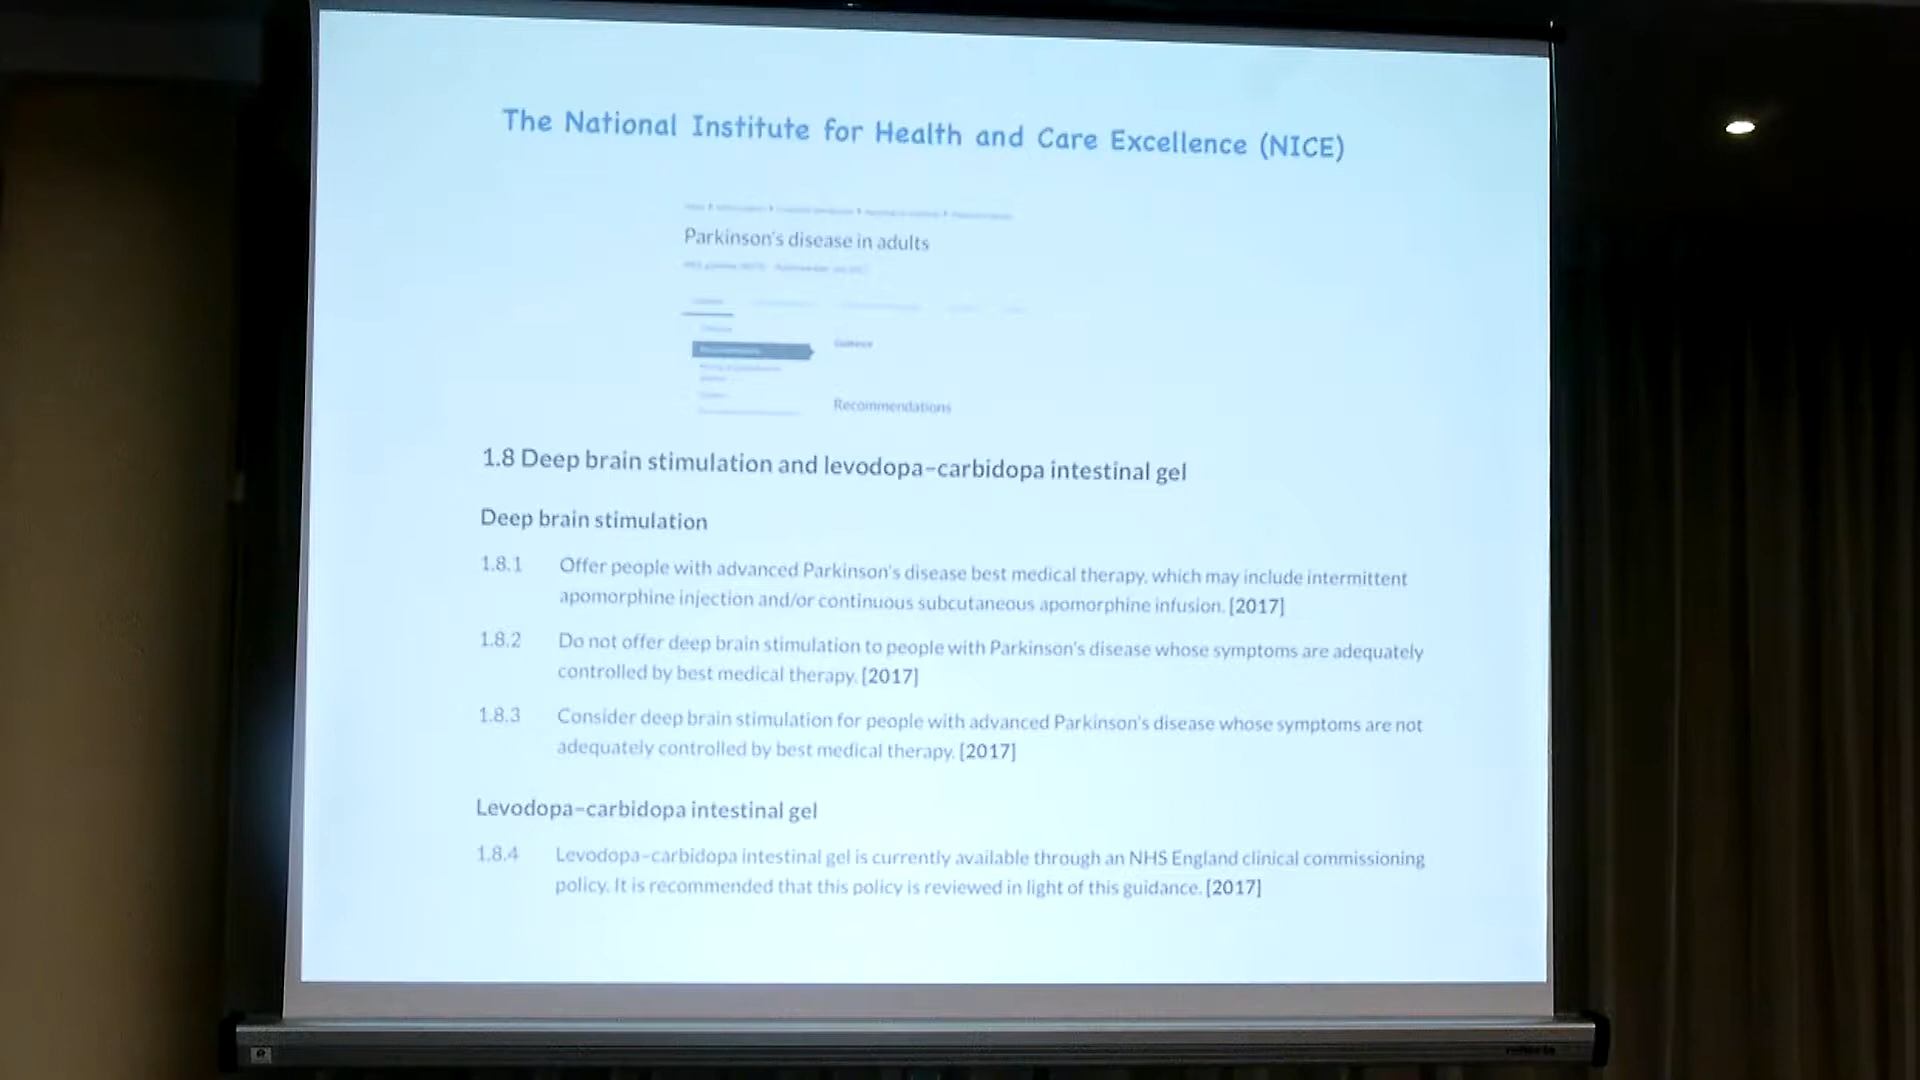 The National Institute for Health and Care Excellence (NICE)
Parkinson's disease in adults
Guidance
Recommendations
1.8 Deep brain stimulation and levodopa–carbidopa intestinal gel
Deep brain stimulation
1.8.1 Offer people with advanced Parkinson's disease best medical therapy, which may include intermittent
apomorphine injection and/or continuous subcutaneous apomorphine infusion. [2017]
1.8.2 Do not offer deep brain stimulation to people with Parkinson's disease whose symptoms are adequately
controlled by best medical therapy. [2017]
1.8.3 Consider deep brain stimulation for people with advanced Parkinson's disease whose symptoms are not
adequately controlled by best medical therapy. [2017]
Levodopa–carbidopa intestinal gel
1.8.4 Levodopa–carbidopa intestinal gel is currently available through an NHS England clinical commissioning
policy. It is recommended that this policy is reviewed in light of this guidance. [2017]